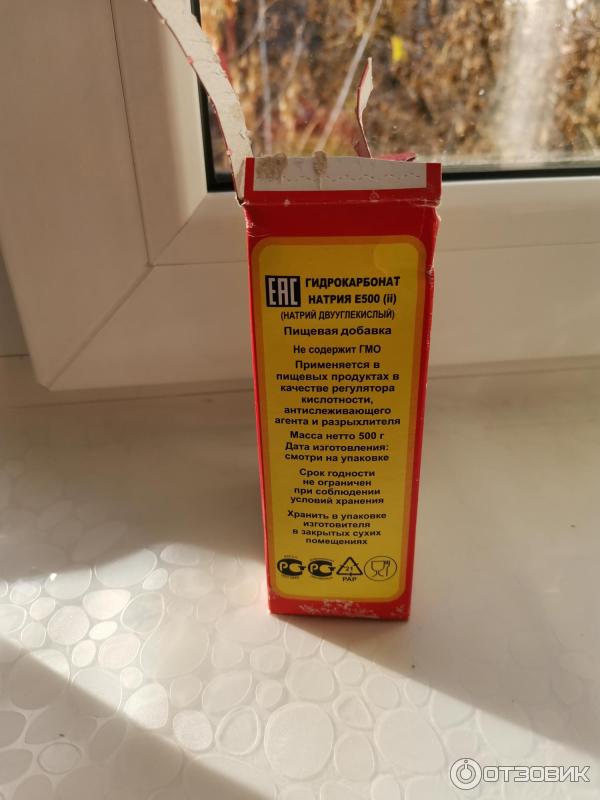 EAC
ГИДРОКАРБОНАТ
НАТРИЯ Е500 (ii)
(НАТРИЙ ДВУУГЛЕКИСЛЫЙ)
Пищевая добавка
Не содержит ГМО
Применяется в
пищевых продуктах в
качестве регулятора
кислотности,
антислеживающего
агента и разрыхлителя
Масса нетто 500 г
Дата изготовления:
смотри на упаковке
Срок годности
не ограничен
при соблюдении
условий хранения
Хранить в упаковке
изготовителя
в закрытых сухих
помещениях
21
PAP
ОТЗОВИК